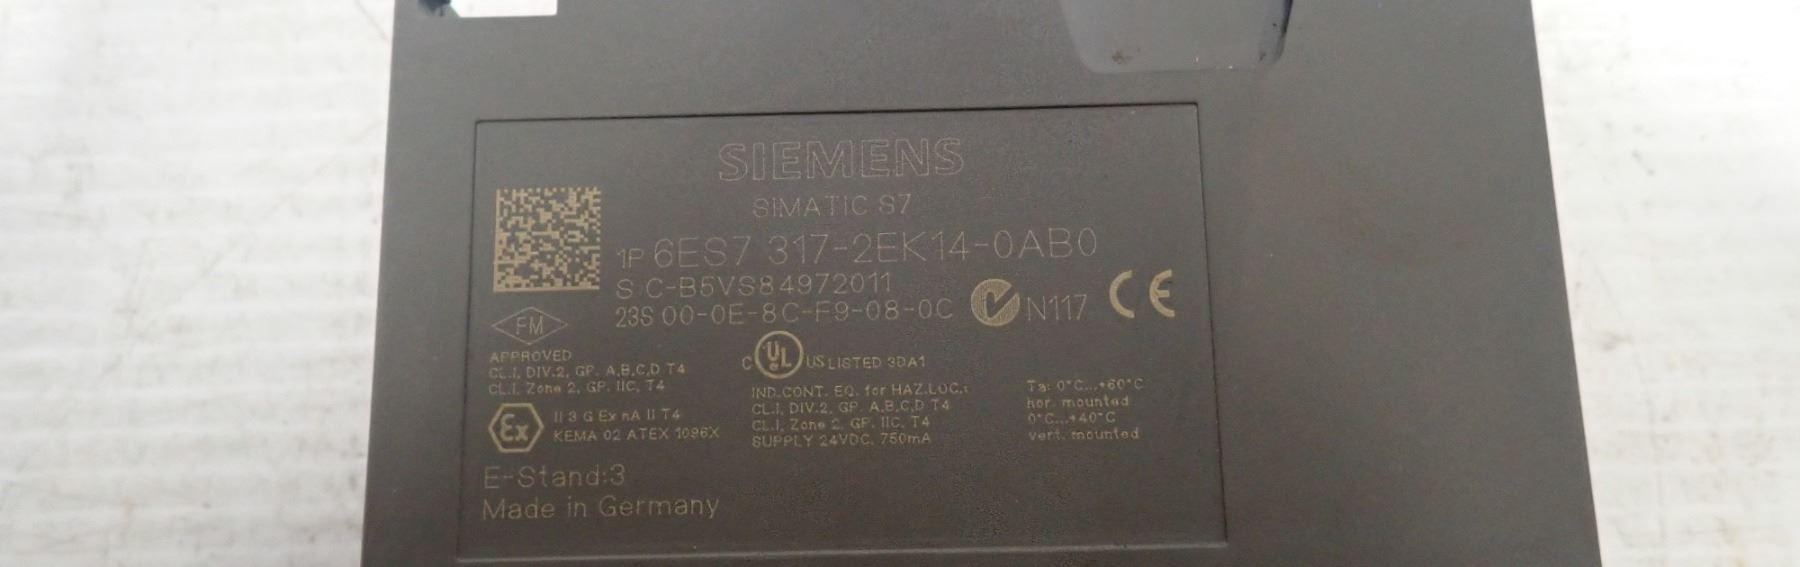 SIEMENS
SIMATIC S7
1P 6ES7 317-2EK14-0AB0
S C-B5VS84972011
23S 00-0E-8C-F9-08-0C N117 CE
FM
APPROVED
CL.I, DIV.2, GP. A,B,C,D T4
CL.I, Zone 2, GP. IIC, T4
C UL US LISTED 3DA1
IND.CONT. EQ. for HAZ.LOC.:
CL.I, DIV.2, GP. A,B,C,D T4
CL.I, Zone 2, GP. IIC, T4
SUPPLY 24VDC, 750mA
Ta: 0°C...+60°C
hor. mounted
0°C...+40°C
vert. mounted
Ex II 3 G Ex nA II T4
KEMA 02 ATEX 1096X
E-Stand:3
Made in Germany